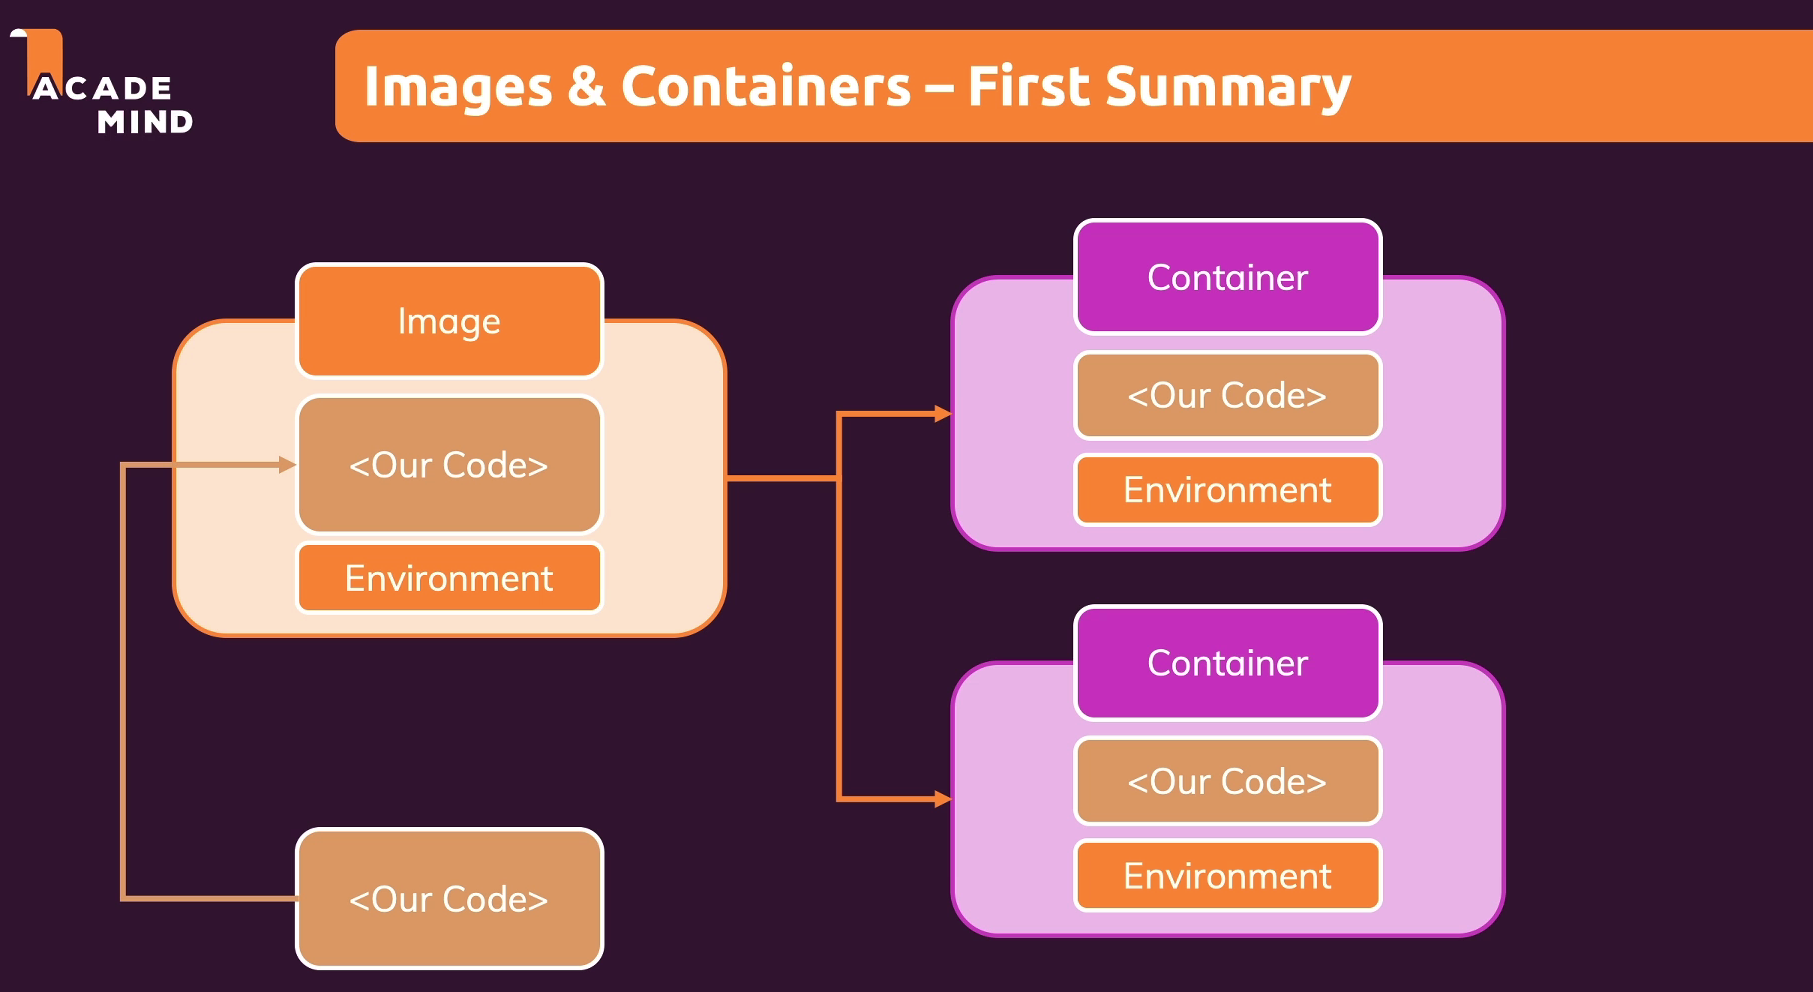 ACADE
MIND
Images & Containers – First Summary
Image
<Our Code>
Environment
<Our Code>
Container
<Our Code>
Environment
Container
<Our Code>
Environment